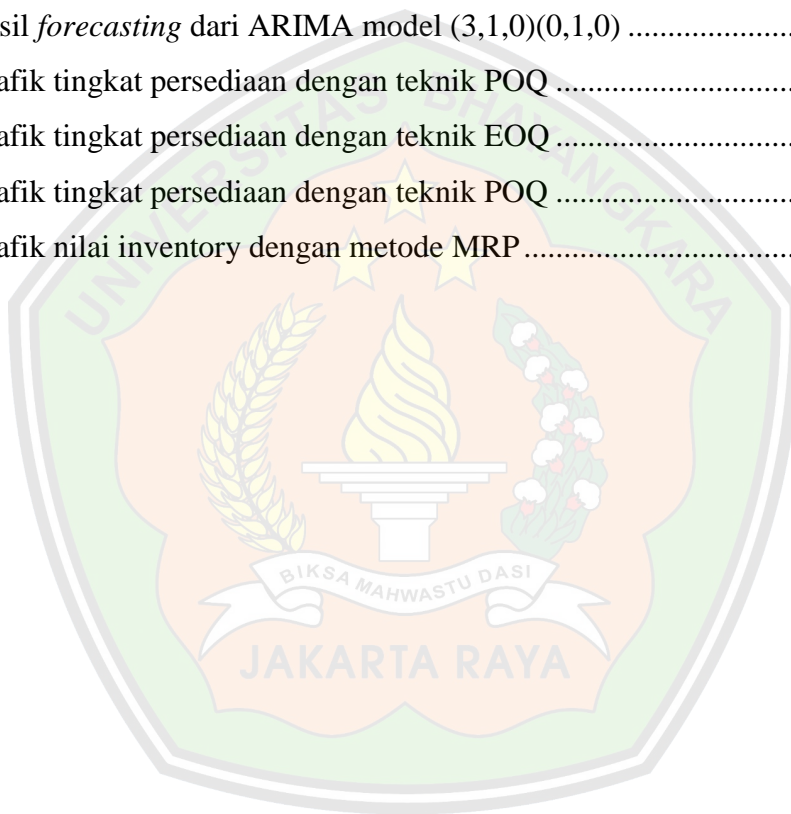 sil forecasting dari ARIMA model (3,1,0)(0,1,0) ....................
afik tingkat persediaan dengan teknik POQ ..............................
afik tingkat persediaan dengan teknik EOQ ..............................
afik tingkat persediaan dengan teknik POQ ..............................
afik nilai inventory dengan metode MRP ..................................
UNIVERSITAS BHAYANGKARA
BIKSA MAHWASTU DASI
JAKARTA RAYA